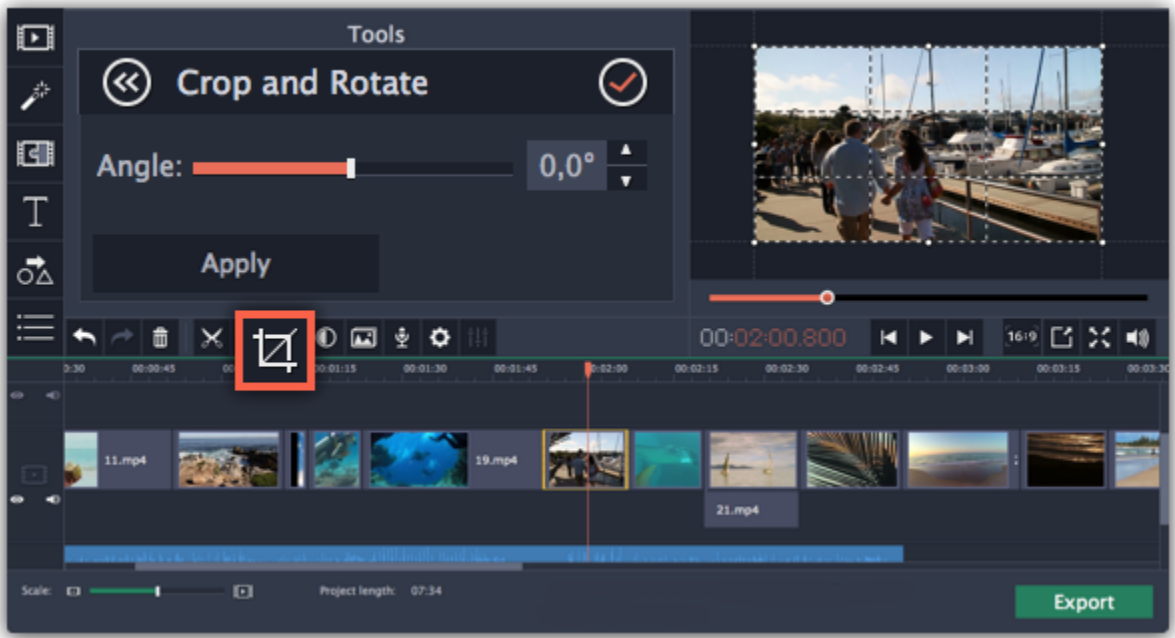 Tools
Crop and Rotate
Angle: 0,0°
Apply
T
00:02:00.800 16:9
0:30 00:00:45 00:01:15 00:01:30 00:01:45 0:02:00 00:02:15 00:02:30 00:02:45 00:03:00 00:03:15 00:03:30
11.mp4 19.mp4
21.mp4
Scale: Project length: 07:34
Export